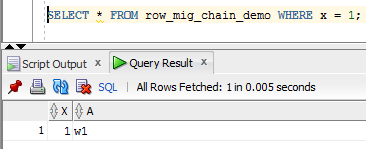 SELECT * FROM row_mig_chain_demo WHERE x = 1;
Script Output x Query Result x
SQL | All Rows Fetched: 1 in 0.005 seconds
X A
1 1 w1